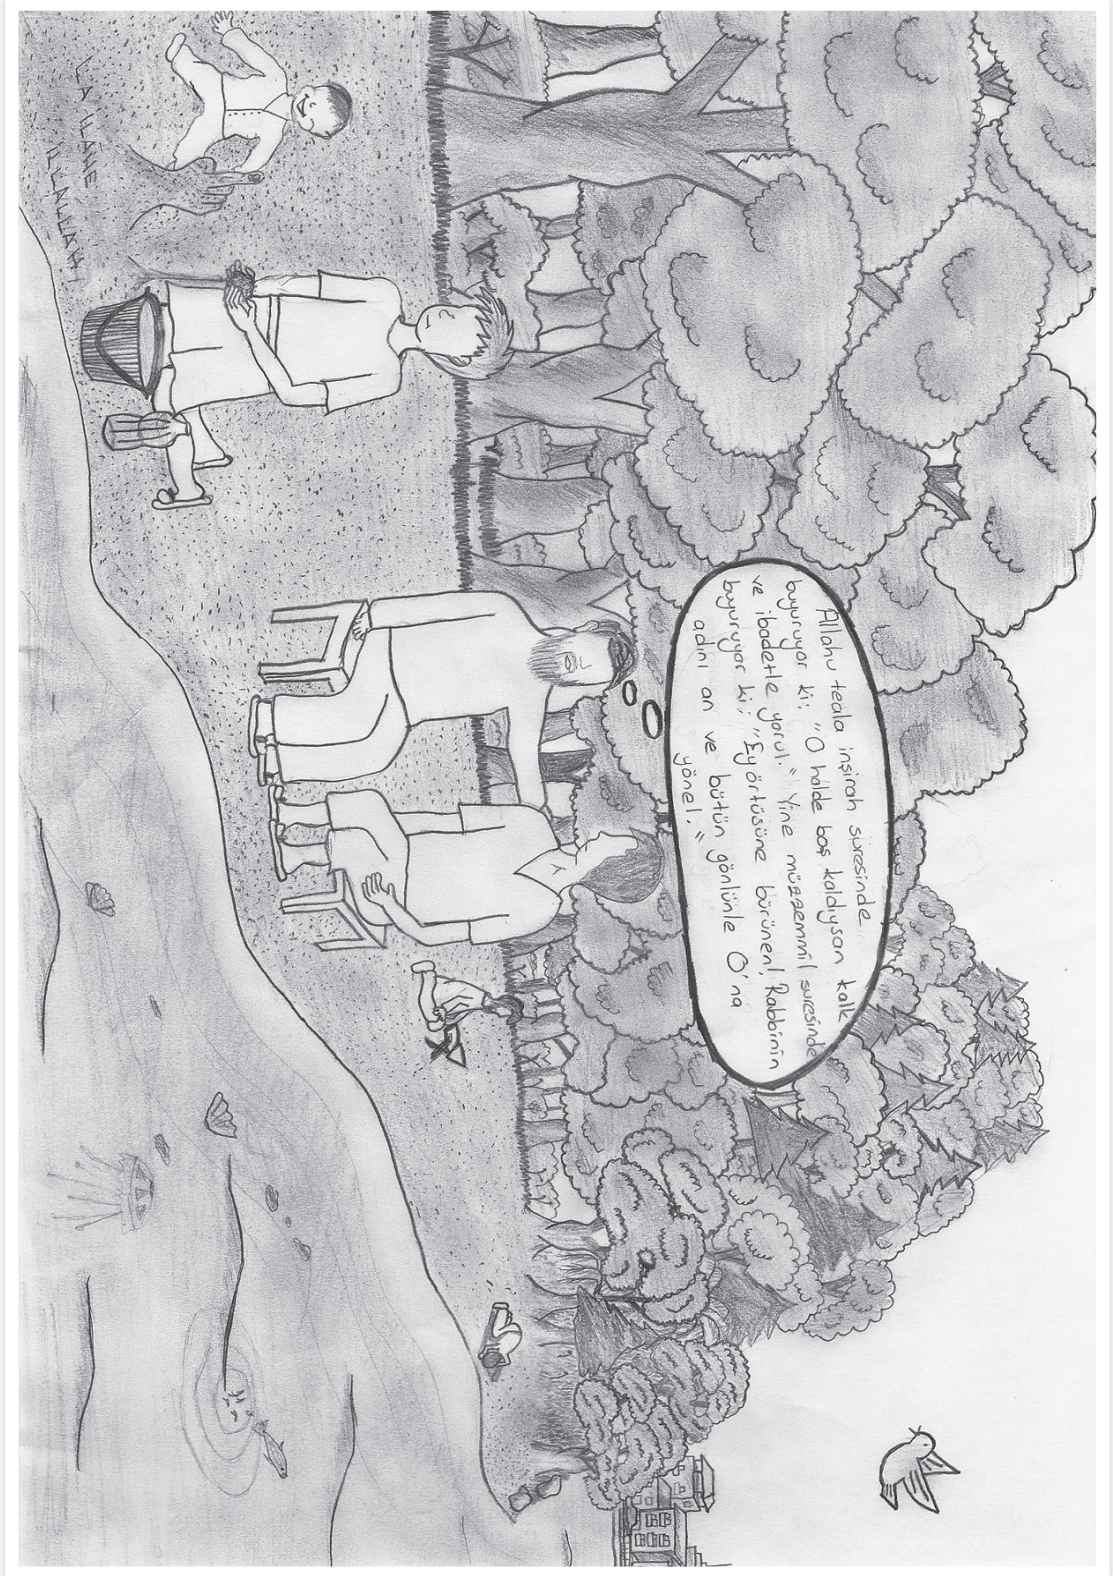 Allahu teala inşirah suresinde
buyuruyor ki; "O halde boş kaldıysan kalk
ve ibadetle yorul." Yine müzzemmil suresinde
buyuruyor ki; "Ey örtüsüne bürünen!, Rabbinin
adını an ve bütün gönlünle O'na
yönel."
LA ILAHE
ILLALLAH!